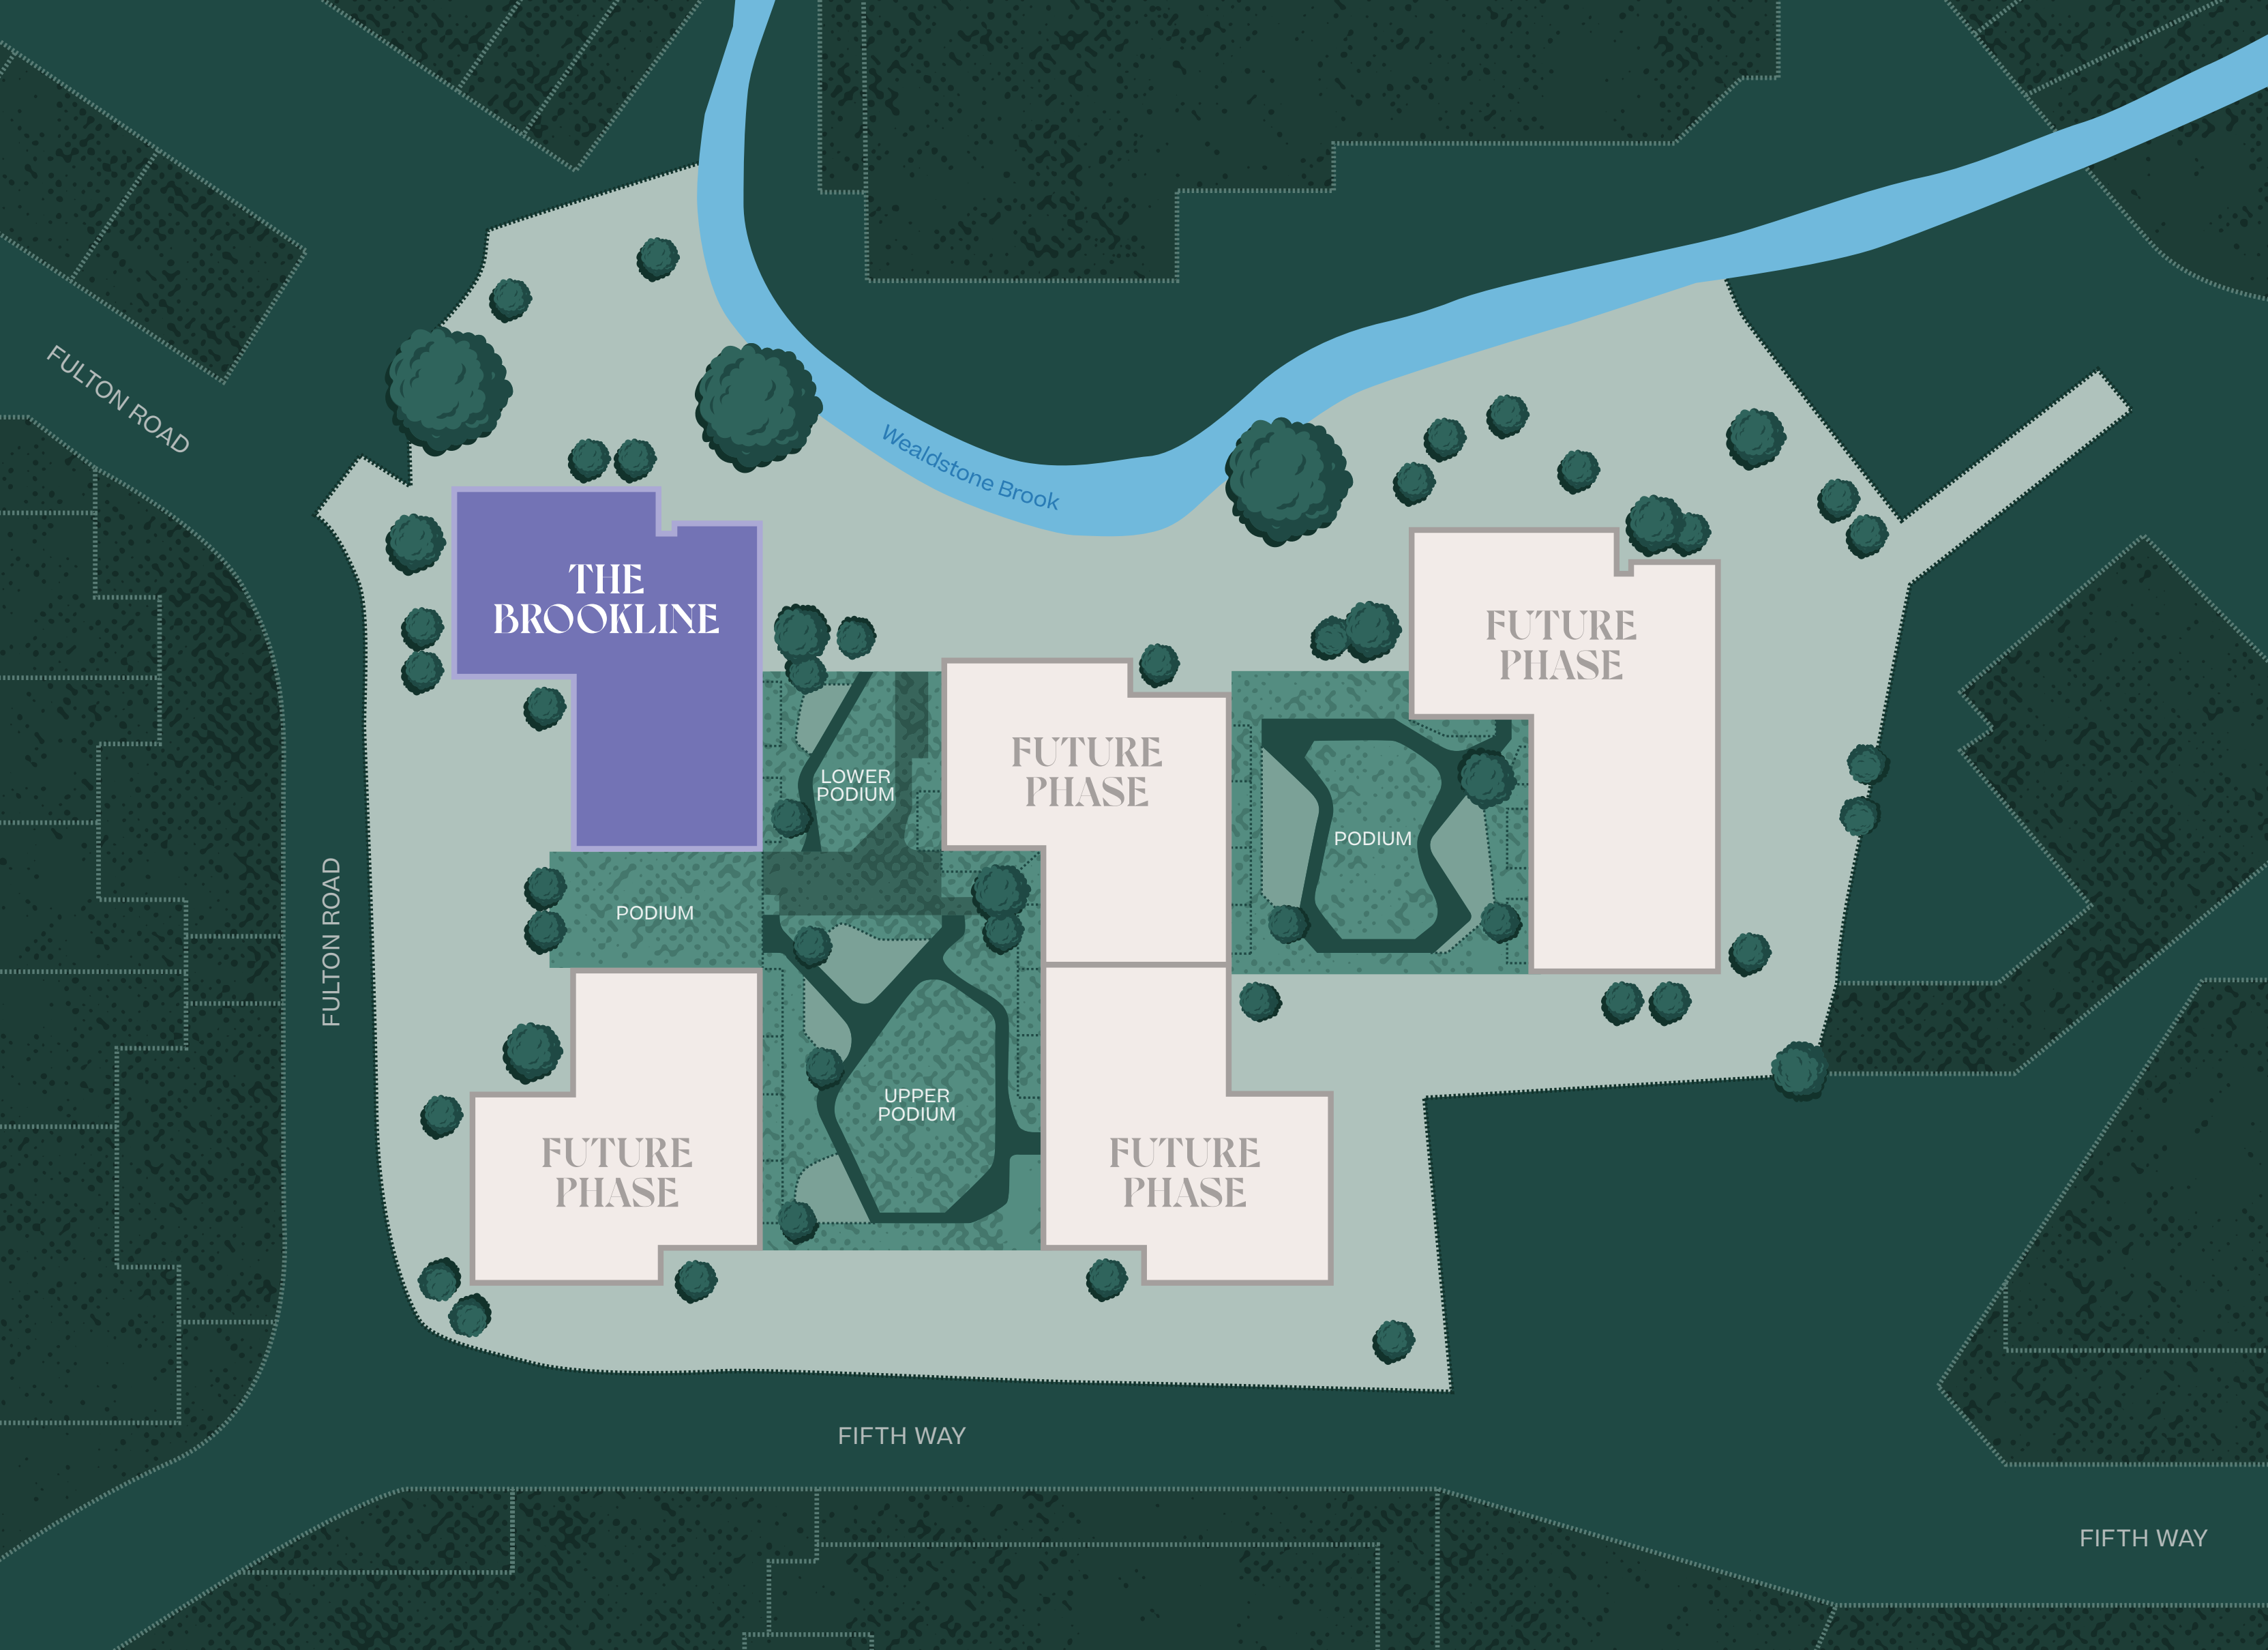 FULTON ROAD
Wealdstone Brook
THE
BROOKLINE
FUTURE
PHASE
FUTURE
PHASE
LOWER
PODIUM
PODIUM
PODIUM
FULTON ROAD
UPPER
PODIUM
FUTURE
PHASE
FUTURE
PHASE
FIFTH WAY
FIFTH WAY